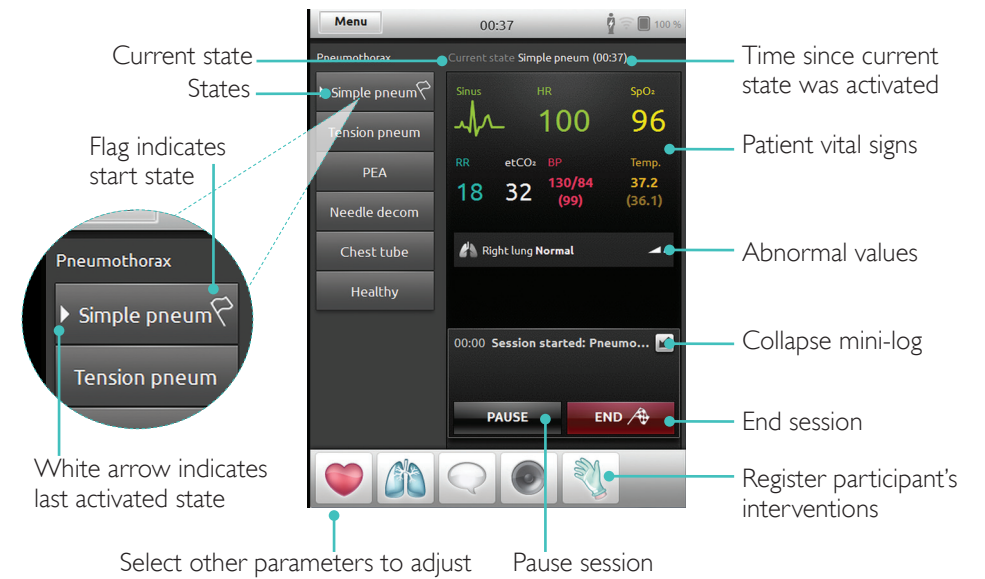 Menu
00:37
100 %
Pneumothorax
Current state Simple pneum (00:37)
Simple pneum
Tension pneum
PEA
Needle decom
Chest tube
Healthy
Sinus
HR
SpO₂
100
96
RR
etCO₂
BP
Temp.
18
32
130/84
(99)
37.2
(36.1)
Right lung Normal
00:00 Session started: Pneumo...
PAUSE
END
Current state
States
Flag indicates
start state
Pneumothorax
Simple pneum
Tension pneum
White arrow indicates
last activated state
Select other parameters to adjust
Pause session
Time since current
state was activated
Patient vital signs
Abnormal values
Collapse mini-log
End session
Register participant's
interventions